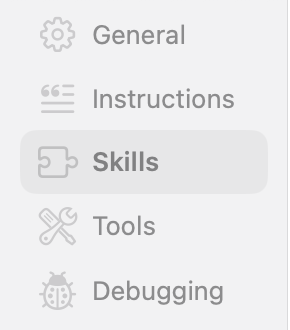 General
Instructions
Skills
Tools
Debugging